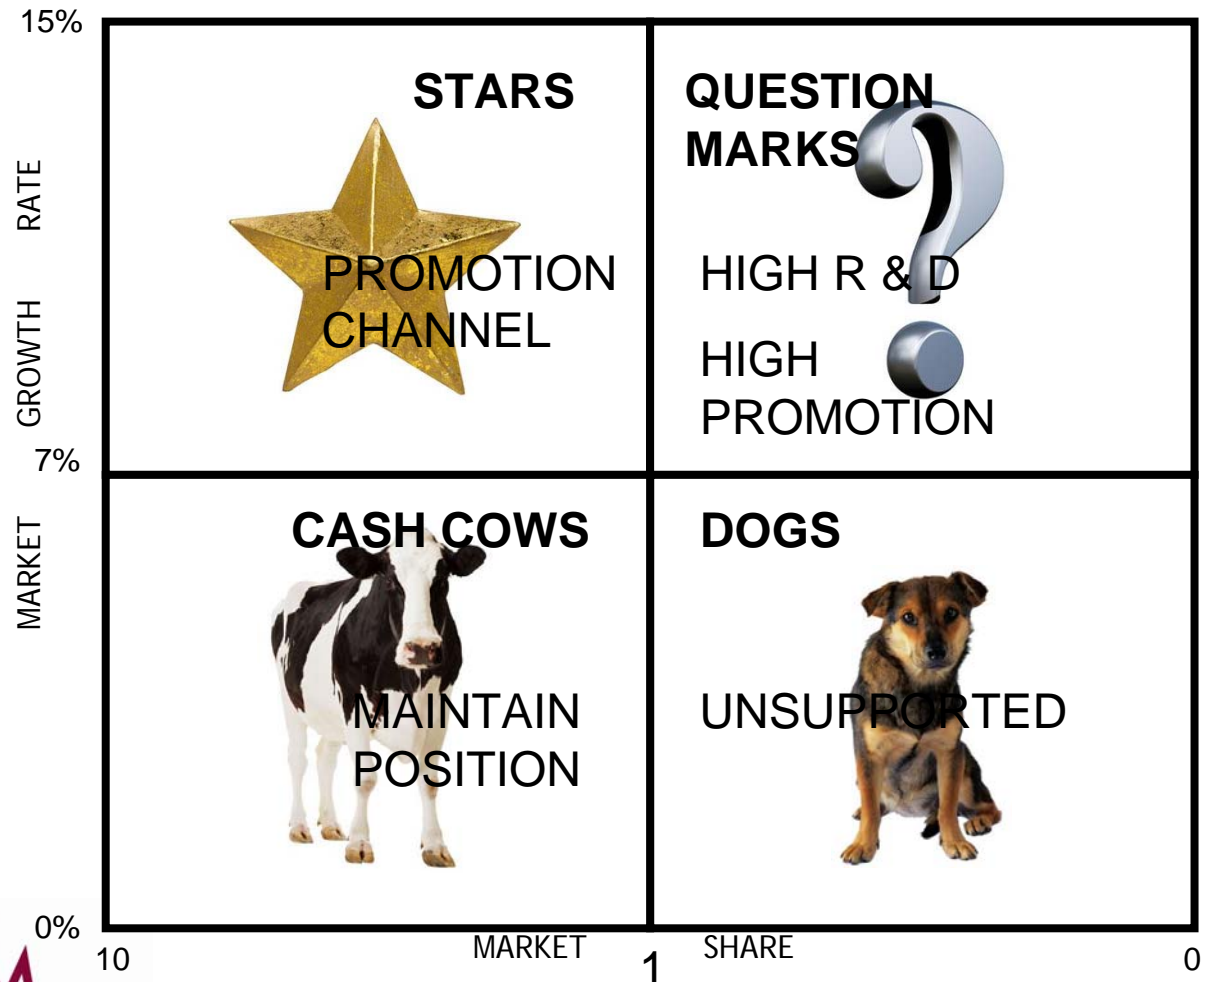 15%
STARS
QUESTION
MARKS
PROMOTION
CHANNEL
HIGH R & D
HIGH
PROMOTION
7%
MARKET GROWTH RATE
CASH COWS
DOGS
MAINTAIN
POSITION
UNSUPPORTED
0%
10
MARKET
1
SHARE
0